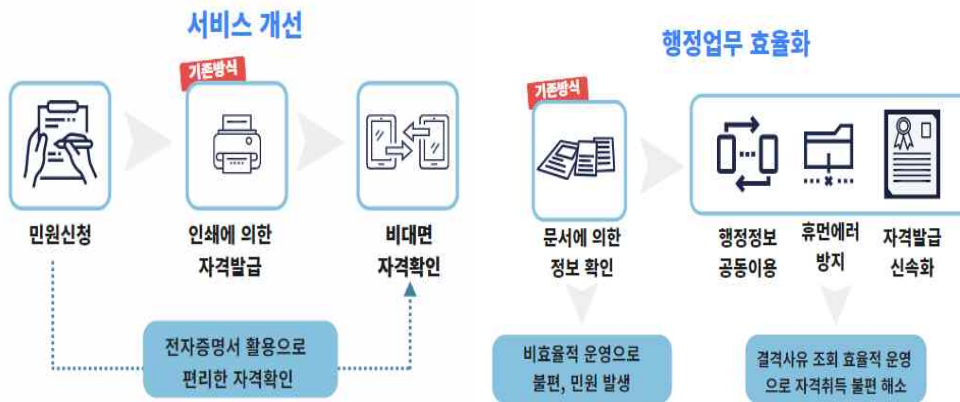 서비스 개선
기존방식
민원신청
인쇄에 의한
자격발급
비대면
자격확인
전자증명서 활용으로
편리한 자격확인
행정업무 효율화
기존방식
문서에 의한
정보 확인
행정정보
공동이용
휴먼에러
방지
자격발급
신속화
비효율적 운영으로
불편, 민원 발생
결격사유 조회 효율적 운영
으로 자격취득 불편 해소